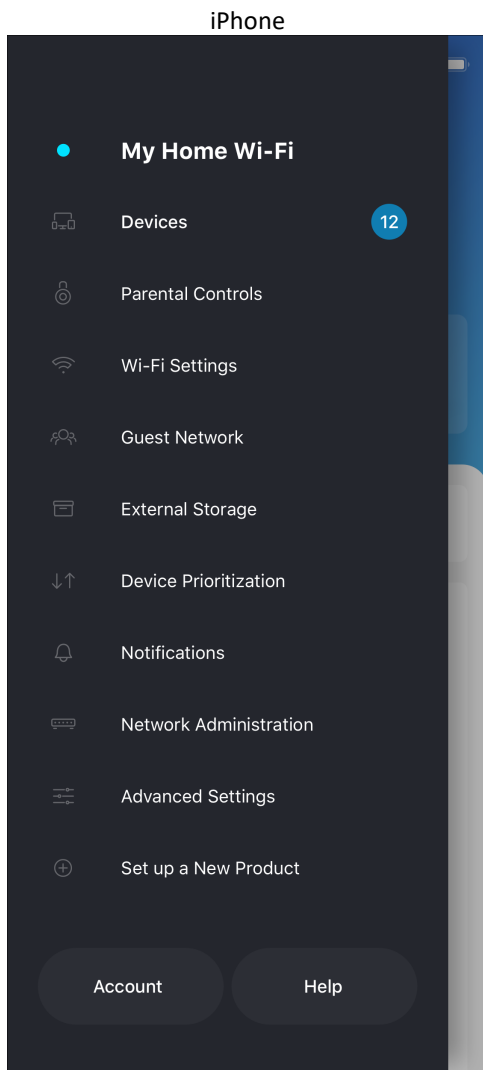 iPhone
My Home Wi-Fi
Devices 12
Parental Controls
Wi-Fi Settings
Guest Network
External Storage
Device Prioritization
Notifications
Network Administration
Advanced Settings
Set up a New Product
Account Help